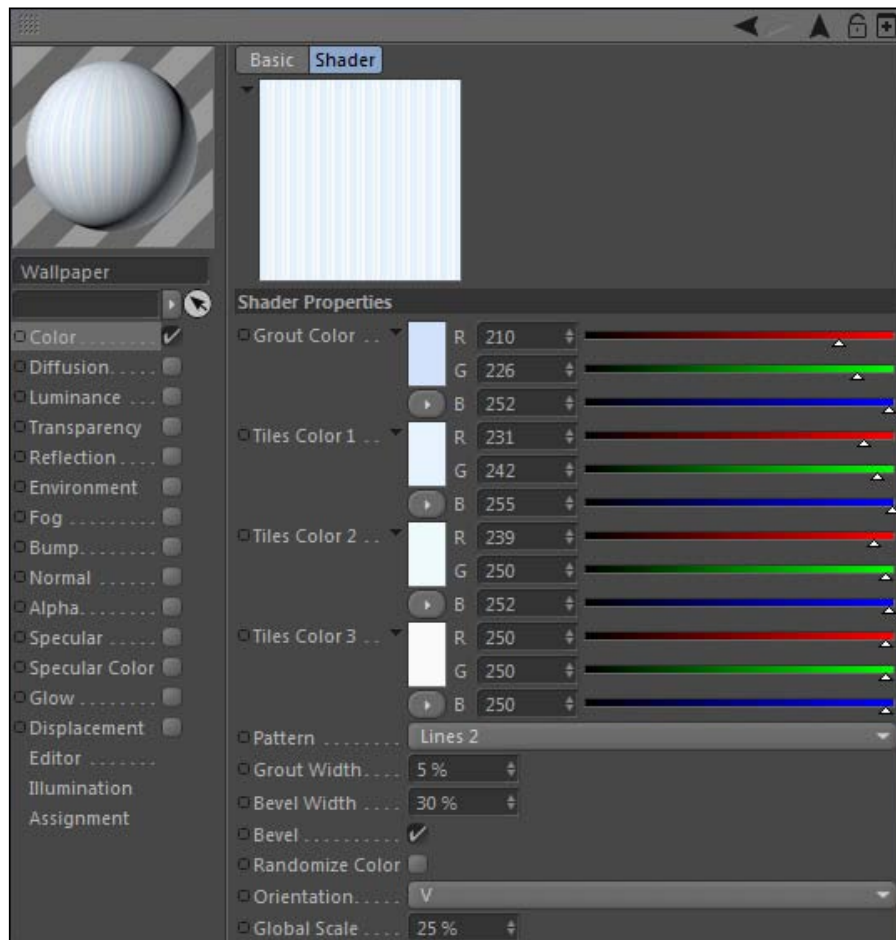 Basic Shader
Wallpaper
Color . . . . . . . .
Diffusion. . . . .
Luminance . . .
Transparency
Reflection . . . .
Environment
Fog . . . . . . . . .
Bump. . . . . . . .
Normal . . . . . .
Alpha. . . . . . . .
Specular . . . . .
Specular Color
Glow . . . . . . . .
Displacement
Editor . . . . . . .
Illumination
Assignment
Shader Properties
Grout Color . . R 210
G 226
B 252
Tiles Color 1 . . R 231
G 242
B 255
Tiles Color 2 . . R 239
G 250
B 252
Tiles Color 3 . . R 250
G 250
B 250
Pattern . . . . . . . . Lines 2
Grout Width. . . . 5 %
Bevel Width . . . . 30 %
Bevel . . . . . . . . . .
Randomize Color
Orientation. . . . . V
Global Scale . . . . 25 %